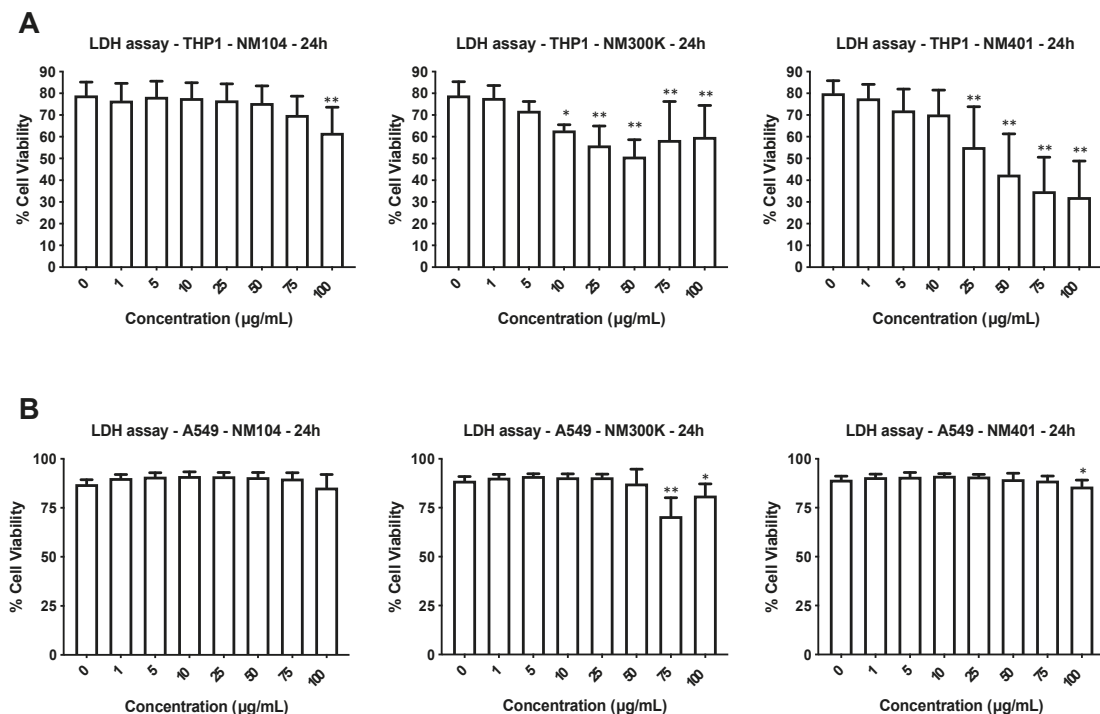 A
LDH assay - THP1 - NM104 - 24h
% Cell Viability
90
80
70
60
50
40
30
20
10
0
**
0 1 5 10 25 50 75 100
Concentration (µg/mL)
LDH assay - THP1 - NM300K - 24h
% Cell Viability
90
80
70
60
50
40
30
20
10
0
* ** ** ** **
0 1 5 10 25 50 75 100
Concentration (µg/mL)
LDH assay - THP1 - NM401 - 24h
% Cell Viability
90
80
70
60
50
40
30
20
10
0
** ** ** **
0 1 5 10 25 50 75 100
Concentration (µg/mL)
B
LDH assay - A549 - NM104 - 24h
% Cell Viability
100
75
50
25
0
0 1 5 10 25 50 75 100
Concentration (µg/mL)
LDH assay - A549 - NM300K - 24h
% Cell Viability
100
75
50
25
0
** *
0 1 5 10 25 50 75 100
Concentration (µg/mL)
LDH assay - A549 - NM401 - 24h
% Cell Viability
100
75
50
25
0
*
0 1 5 10 25 50 75 100
Concentration (µg/mL)